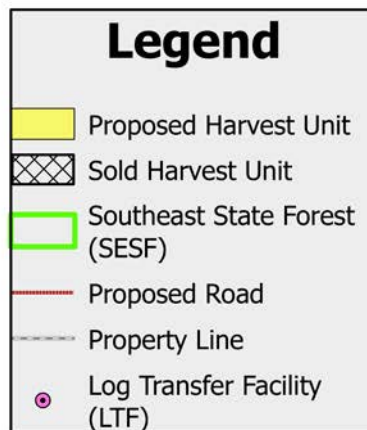 Legend
Proposed Harvest Unit
Sold Harvest Unit
Southeast State Forest
(SESF)
Proposed Road
Property Line
Log Transfer Facility
(LTF)